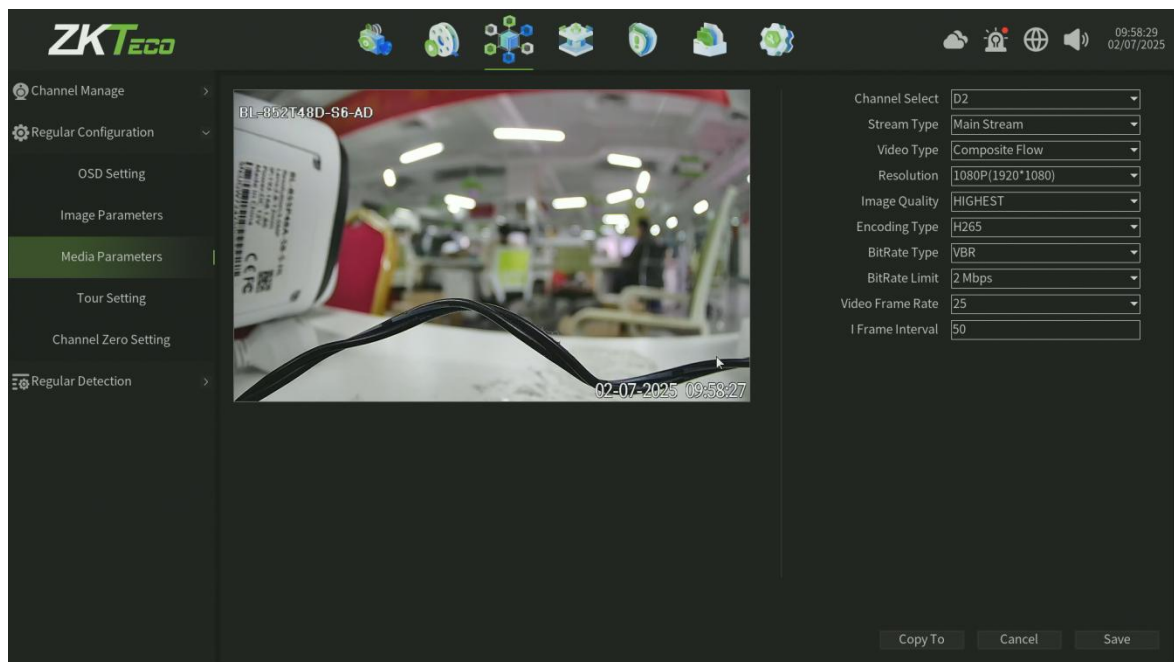 ZKTECO
09:58:29
02/07/2025
Channel Manage
Regular Configuration
OSD Setting
Image Parameters
Media Parameters
Tour Setting
Channel Zero Setting
Regular Detection
BL-852T48D-S6-AD
02-07-2025 09:58:27
Channel Select D2
Stream Type Main Stream
Video Type Composite Flow
Resolution 1080P(1920*1080)
Image Quality HIGHEST
Encoding Type H265
BitRate Type VBR
BitRate Limit 2 Mbps
Video Frame Rate 25
I Frame Interval 50
Copy To
Cancel
Save